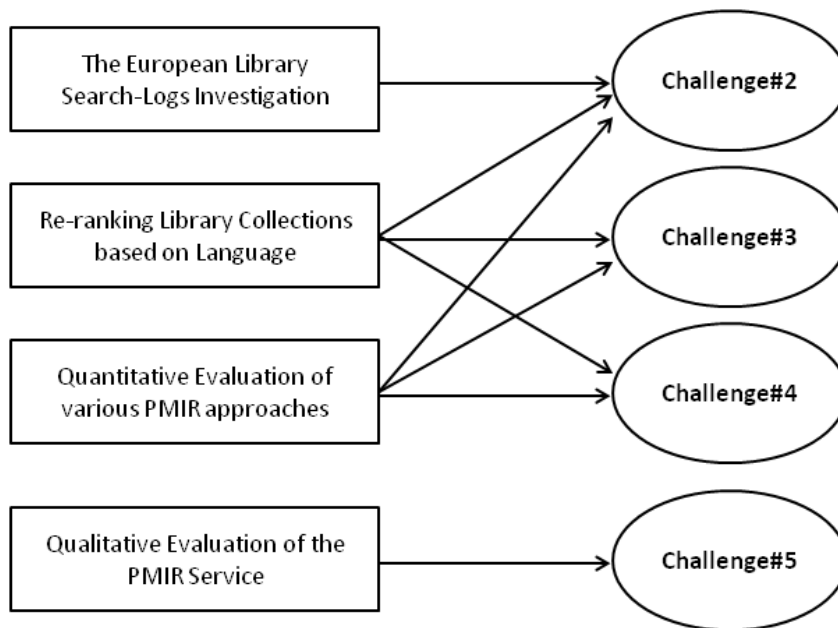 The European Library
Search-Logs Investigation
Challenge#2
Re-ranking Library Collections
based on Language
Challenge#3
Quantitative Evaluation of
various PMIR approaches
Challenge#4
Qualitative Evaluation of the
PMIR Service
Challenge#5